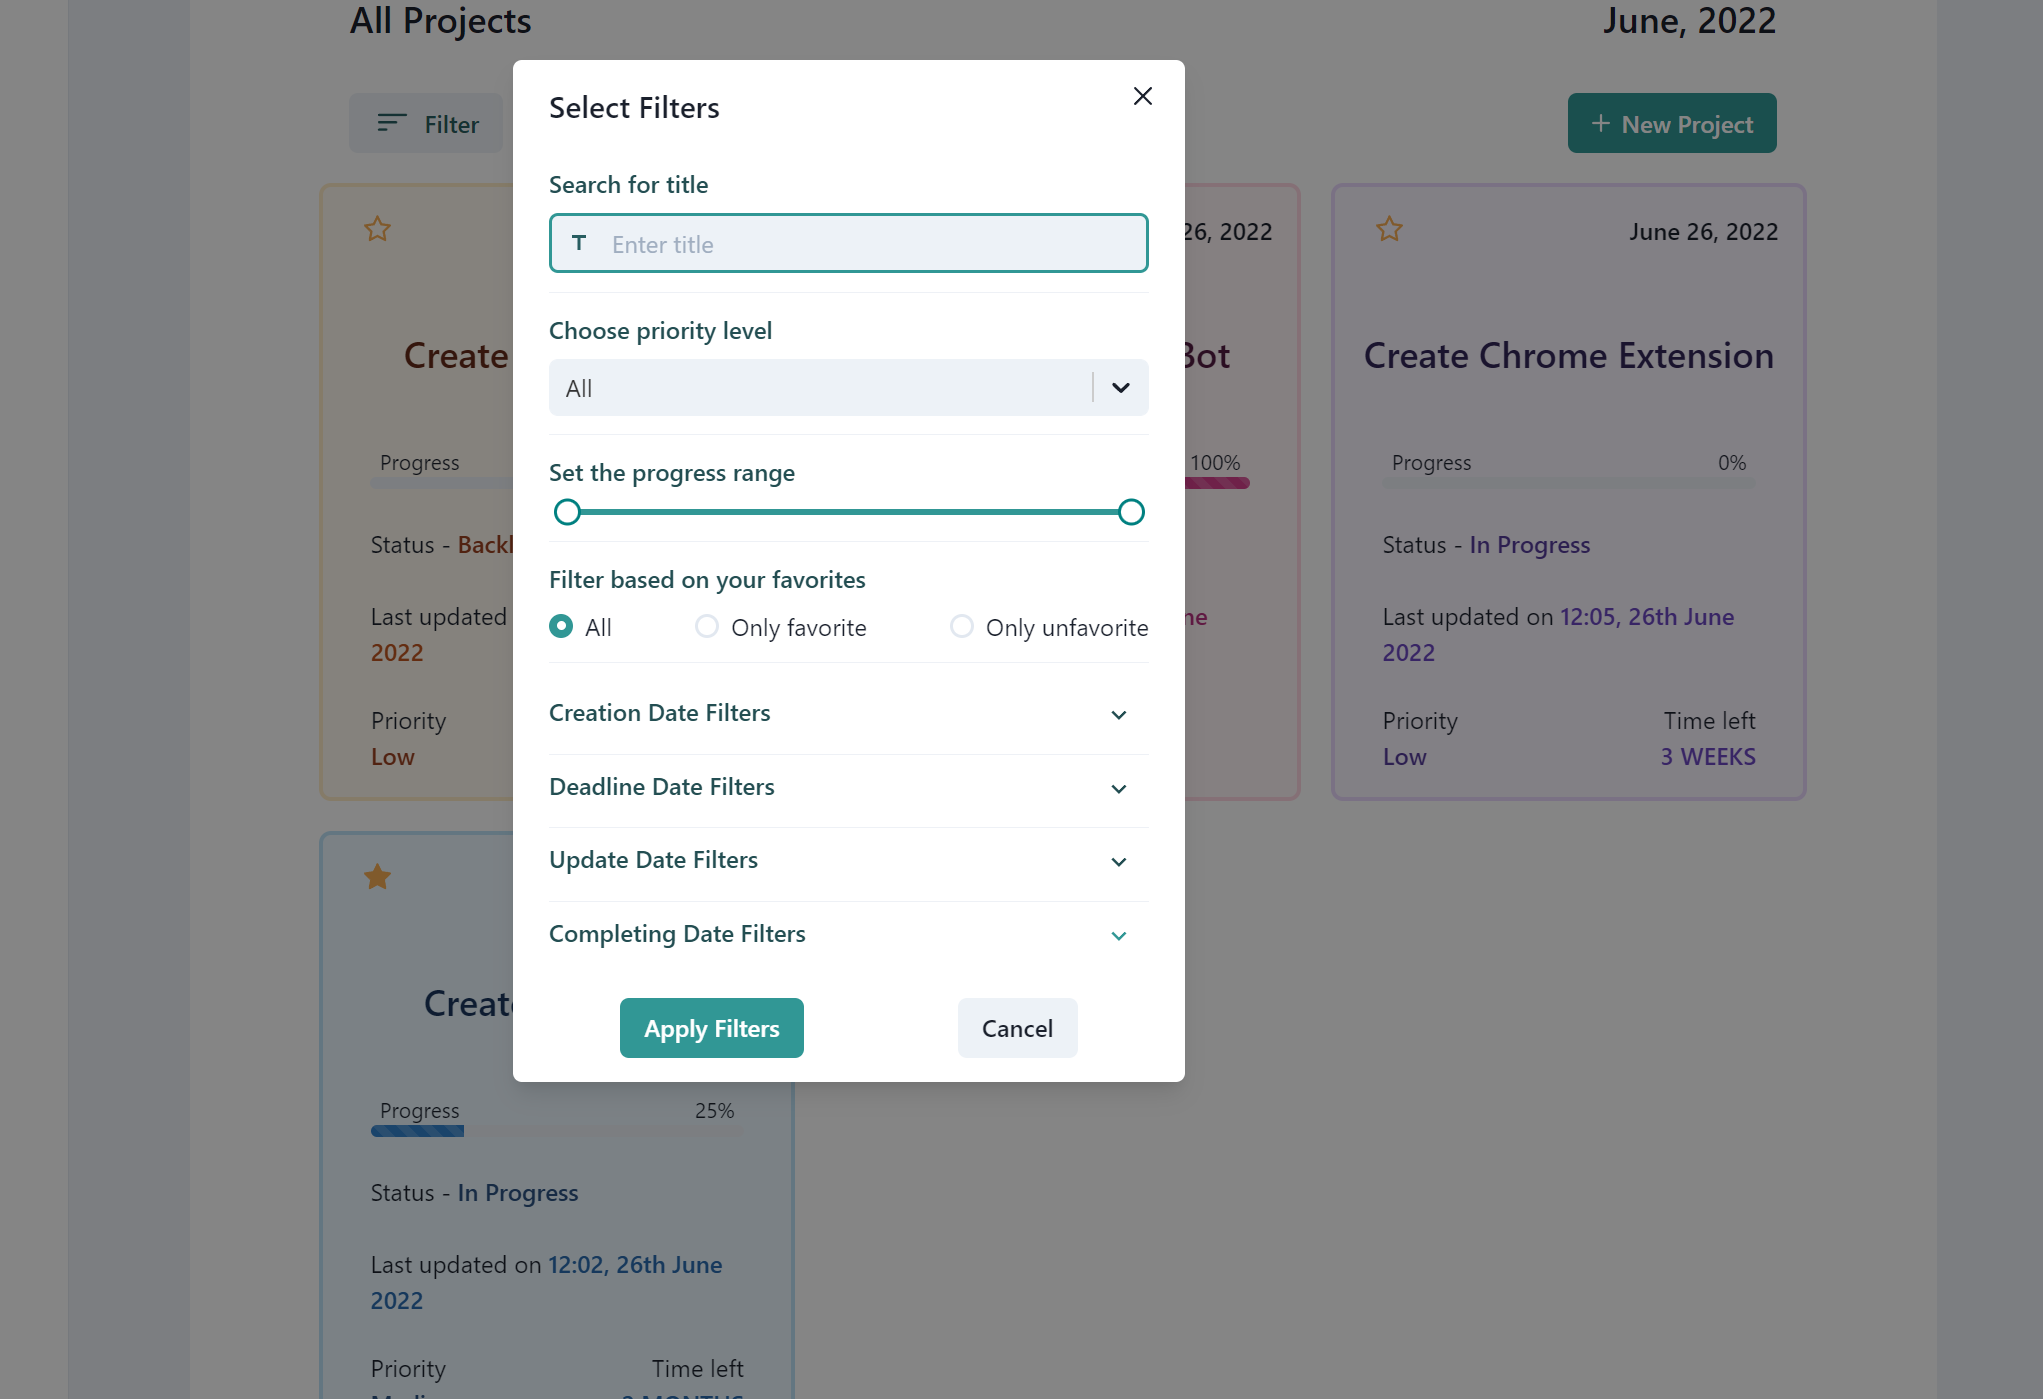 All Projects
June, 2022
Filter
+ New Project
Select Filters
Search for title
T Enter title
Choose priority level
All
Set the progress range
Filter based on your favorites
All
Only favorite
Only unfavorite
Creation Date Filters
Deadline Date Filters
Update Date Filters
Completing Date Filters
Apply Filters
Cancel
Create
Progress
Status -
Last updated
2022
Priority
Low
26, 2022
Bot
100%
June 26, 2022
Create Chrome Extension
Progress
0%
Status - In Progress
Last updated on 12:05, 26th June
2022
Priority
Time left
Low
3 WEEKS
Progress
25%
Status - In Progress
Last updated on 12:02, 26th June
2022
Priority
Time left